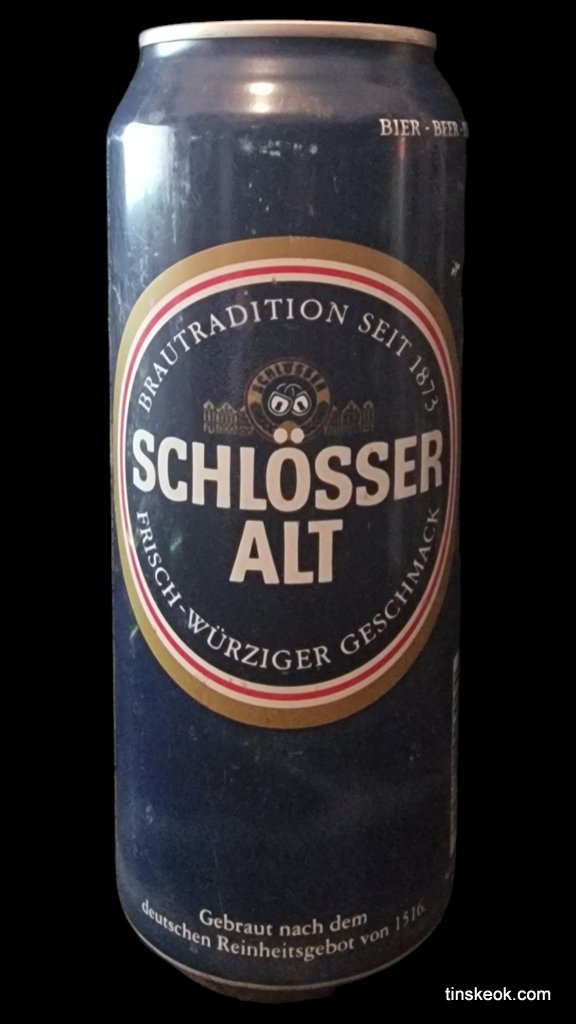 BIER - BEER -
BRAUTRADITION SEIT 1873
SCHLÖSSER
SCHLÖSSER
ALT
FRISCH-WÜRZIGER GESCHMACK
Gebraut nach dem
deutschen Reinheitsgebot von 1516.
tinskeok.com